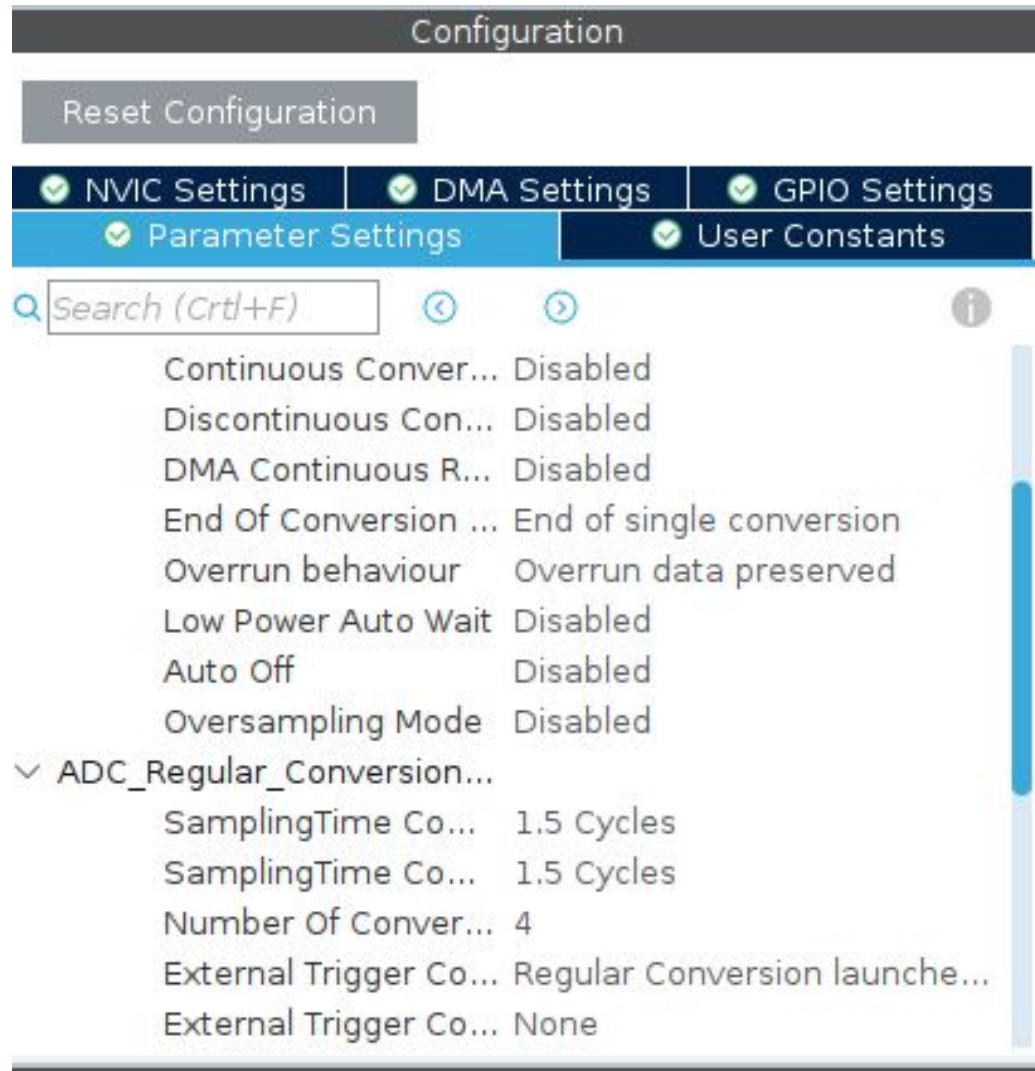 Configuration
Reset Configuration
NVIC Settings DMA Settings GPIO Settings
Parameter Settings User Constants
Search (Crtl+F)
Continuous Conver... Disabled
Discontinuous Con... Disabled
DMA Continuous R... Disabled
End Of Conversion ... End of single conversion
Overrun behaviour Overrun data preserved
Low Power Auto Wait Disabled
Auto Off Disabled
Oversampling Mode Disabled
ADC_Regular_Conversion...
SamplingTime Co... 1.5 Cycles
SamplingTime Co... 1.5 Cycles
Number Of Conver... 4
External Trigger Co... Regular Conversion launche...
External Trigger Co... None